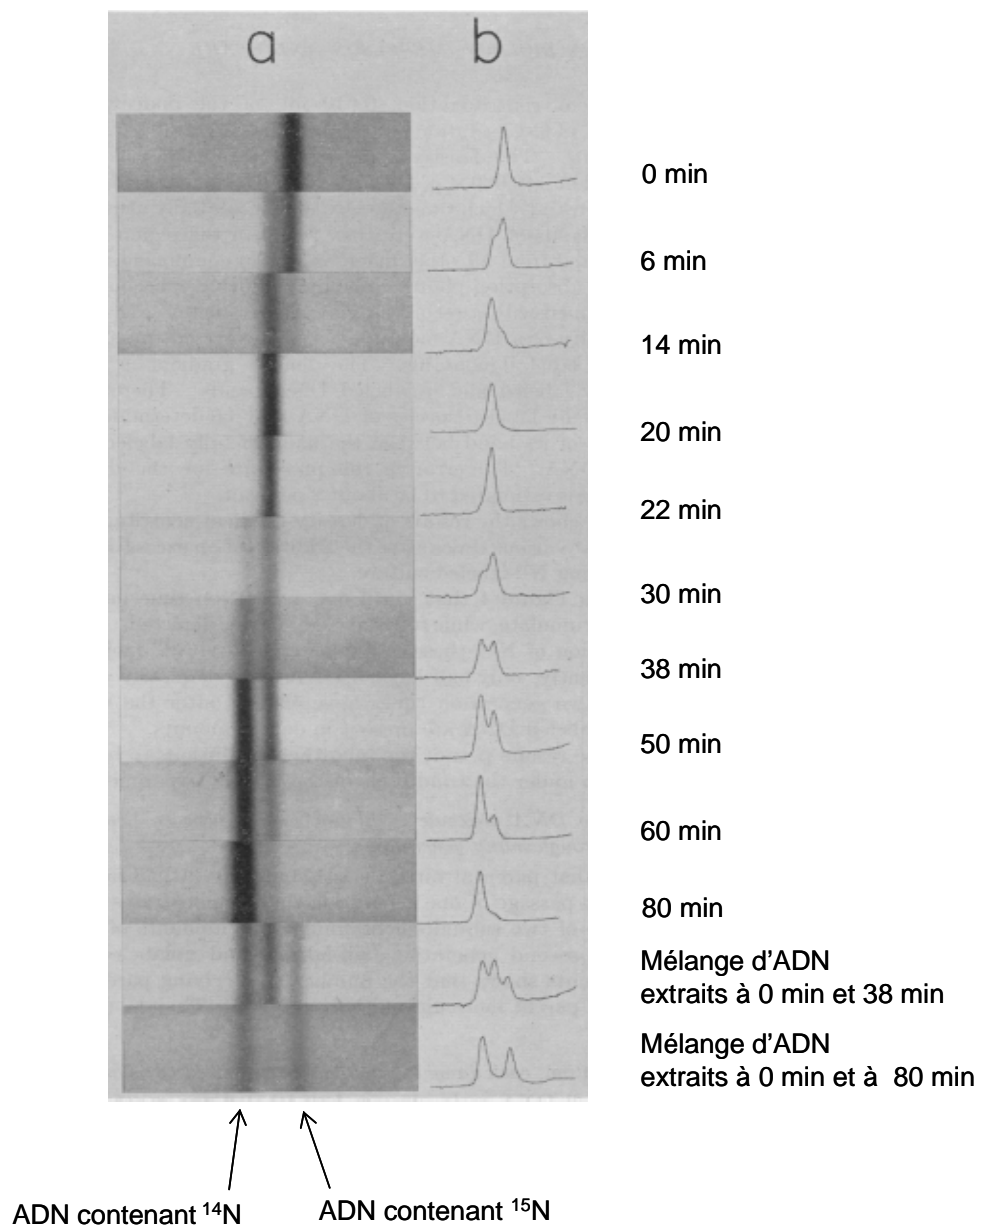 a b
0 min
6 min
14 min
20 min
22 min
30 min
38 min
50 min
60 min
80 min
Mélange d'ADN
extraits à 0 min et 38 min
Mélange d'ADN
extraits à 0 min et à 80 min
ADN contenant ¹⁴N
ADN contenant ¹⁵N